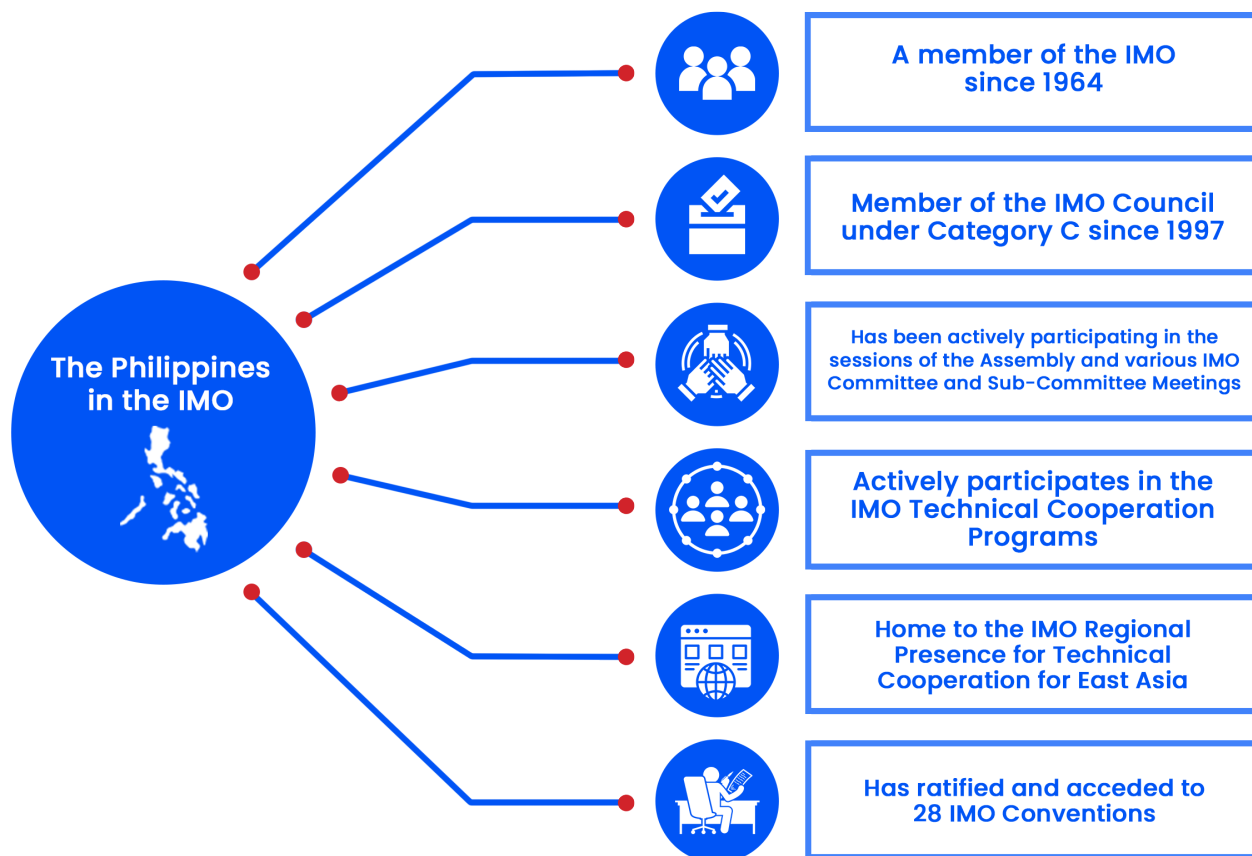 The Philippines
in the IMO
A member of the IMO
since 1964
Member of the IMO Council
under Category C since 1997
Has been actively participating in the
sessions of the Assembly and various IMO
Committee and Sub-Committee Meetings
Actively participates in the
IMO Technical Cooperation
Programs
Home to the IMO Regional
Presence for Technical
Cooperation for East Asia
Has ratified and acceded to
28 IMO Conventions